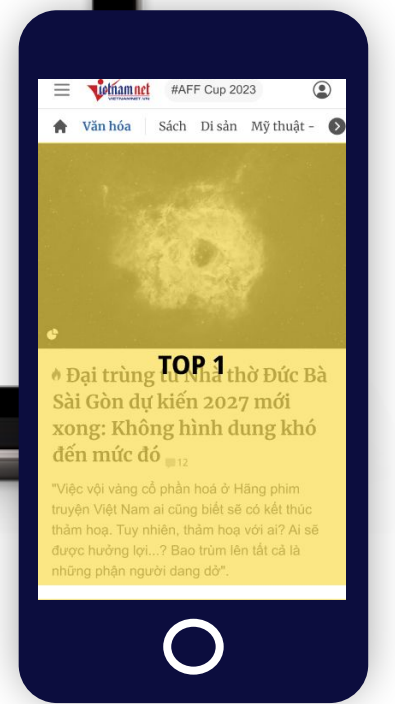 Vietnamnet #AFF Cup 2023
VIETNAMNET.VN
Văn hóa Sách Di sản Mỹ thuật -
TOP 1
Đại trùng tu Nhà thờ Đức Bà
Sài Gòn dự kiến 2027 mới
xong: Không hình dung khó
đến mức đó 12
"Việc vội vàng cổ phần hoá ở Hãng phim
truyện Việt Nam ai cũng biết sẽ có kết thúc
thảm hoạ. Tuy nhiên, thảm hoạ với ai? Ai sẽ
được hưởng lợi...? Bao trùm lên tất cả là
những phận người dang dở".